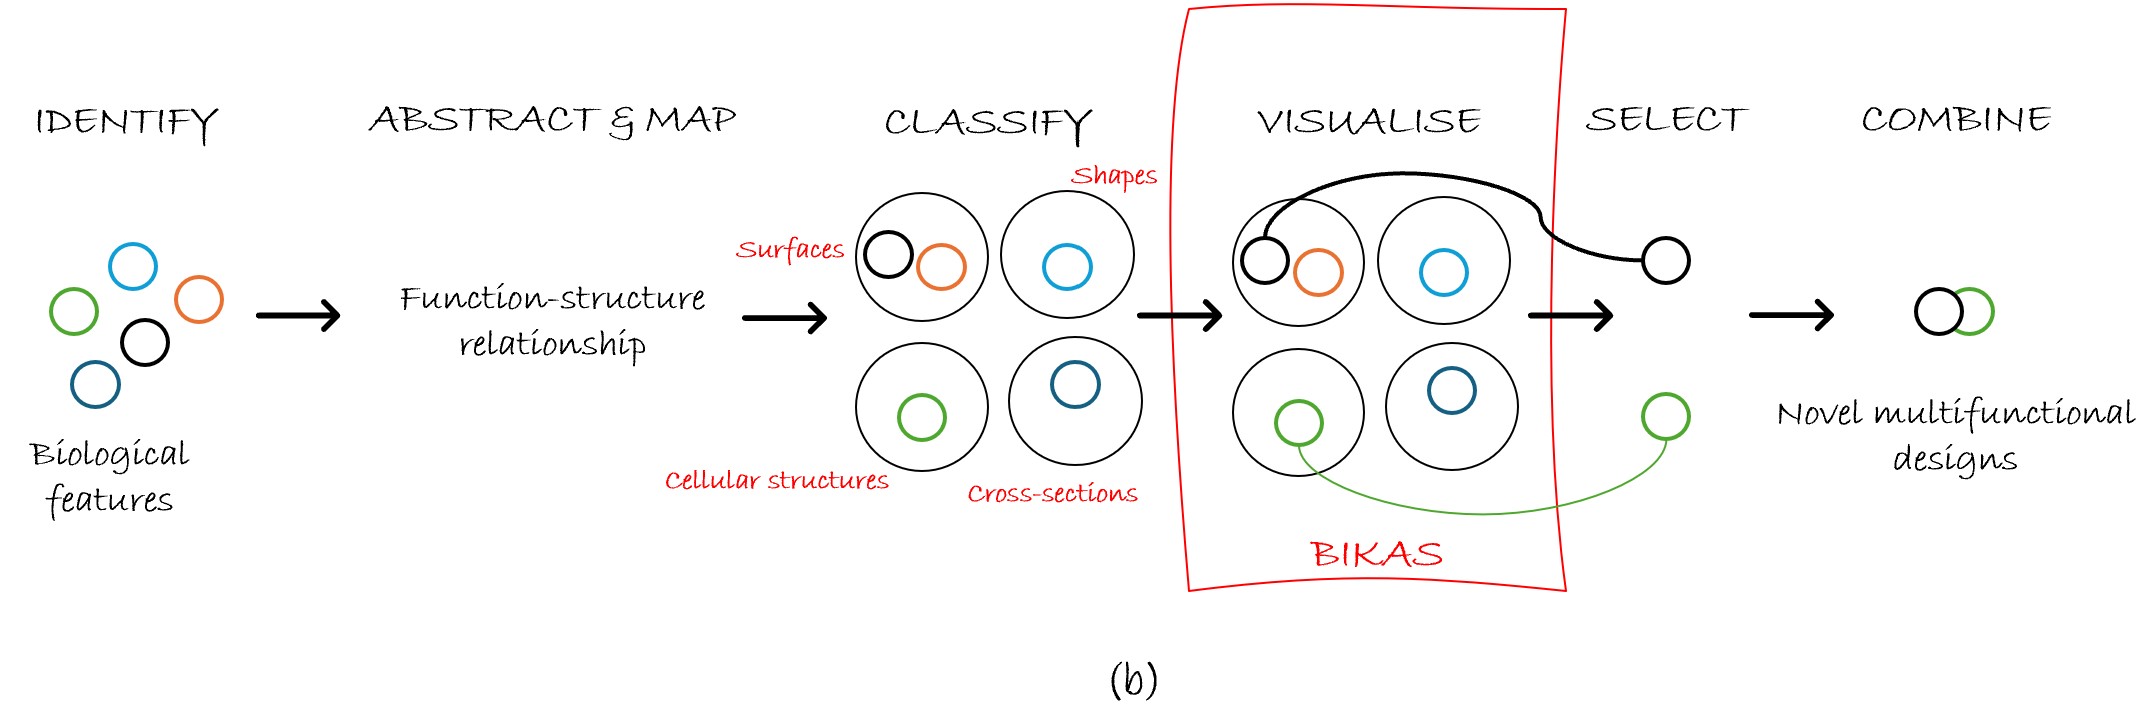 IDENTIFY
ABSTRACT & MAP
CLASSIFY
VISUALISE
SELECT
COMBINE
Shapes
Surfaces
Function-structure
relationship
Biological
features
Cellular structures
Cross-sections
Novel multifunctional
designs
BIKAS
(b)